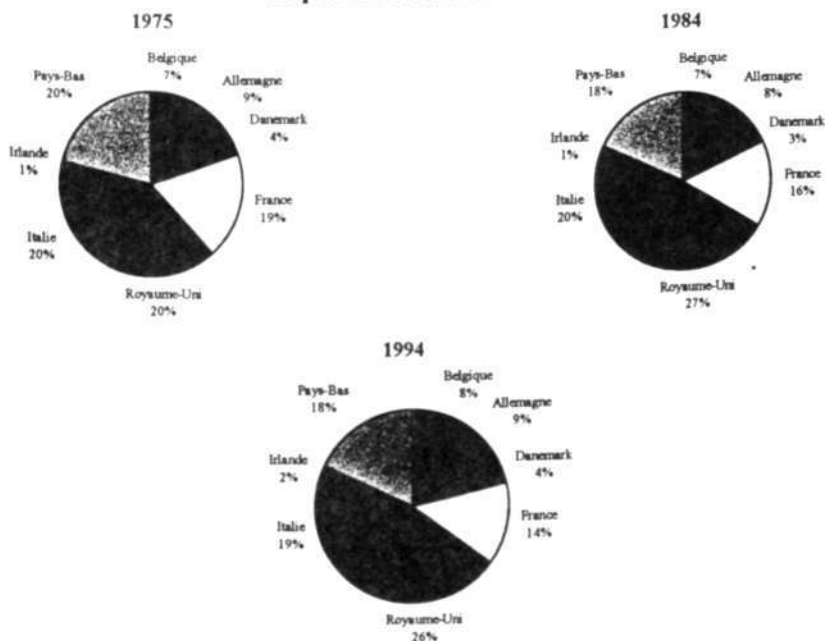 1975
Belgique
7%
Allemagne
9%
Danemark
4%
France
19%
Royaume-Uni
20%
Italie
20%
Irlande
1%
Pays-Bas
20%
1984
Belgique
7%
Allemagne
8%
Danemark
3%
France
16%
Royaume-Uni
27%
Italie
20%
Irlande
1%
Pays-Bas
18%
1994
Belgique
8%
Allemagne
9%
Danemark
4%
France
14%
Royaume-Uni
26%
Italie
19%
Irlande
2%
Pays-Bas
18%